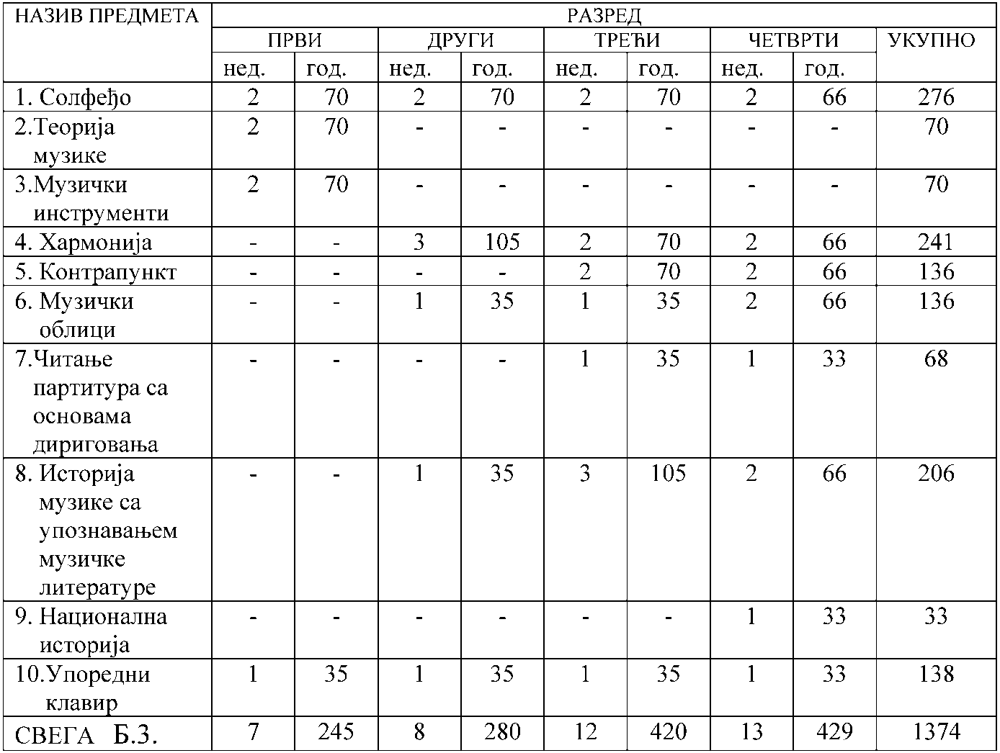 НАЗИВ ПРЕДМЕТА РАЗРЕД
ПРВИ ДРУГИ ТРЕЋИ ЧЕТВРТИ УКУПНО
нед. год. нед. год. нед. год. нед. год.
1. Солфеђо 2 70 2 70 2 70 2 66 276
2.Теорија 2 70 - - - - - - 70
музике
3.Музички 2 70 - - - - - - 70
инструменти
4. Хармонија - - 3 105 2 70 2 66 241
5. Контрапункт - - - - 2 70 2 66 136
6. Музички - - 1 35 1 35 2 66 136
облици
7.Читање - - - - 1 35 1 33 68
партитура са
основама
дириговања
8. Историја - - 1 35 3 105 2 66 206
музике са
упознавањем
музичке
литературе
9. Национална - - - - - - 1 33 33
историја
10.Упоредни 1 35 1 35 1 35 1 33 138
клавир
СВЕГА Б.3. 7 245 8 280 12 420 13 429 1374